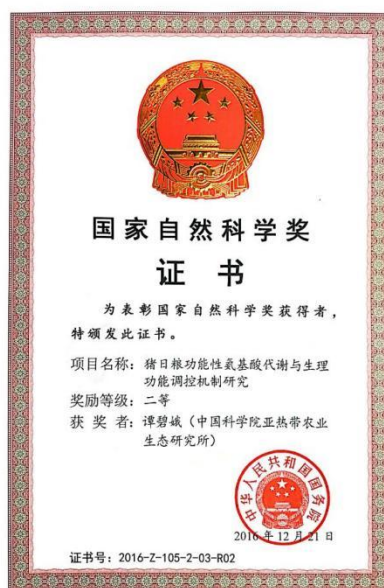 国家自然科学奖
证书
为表彰国家自然科学奖获得者，
特颁发此证书。
项目名称：猪日粮功能性氨基酸代谢与生理
功能调控机制研究
奖励等级：二等
获奖者：谭碧娥（中国科学院亚热带农业
生态研究所）
中华人民共和国国务院
2016年12月21日
证书号：2016-Z-105-2-03-R02